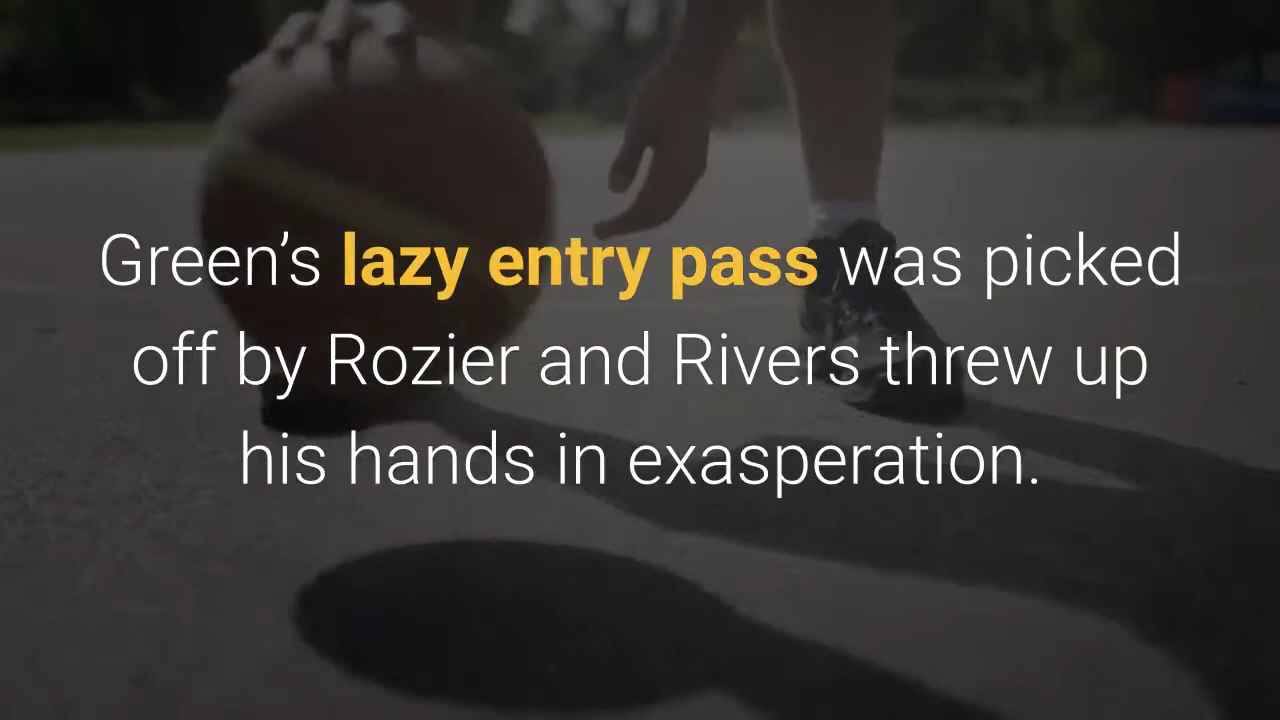 Green’s lazy entry pass was picked
off by Rozier and Rivers threw up
his hands in exasperation.